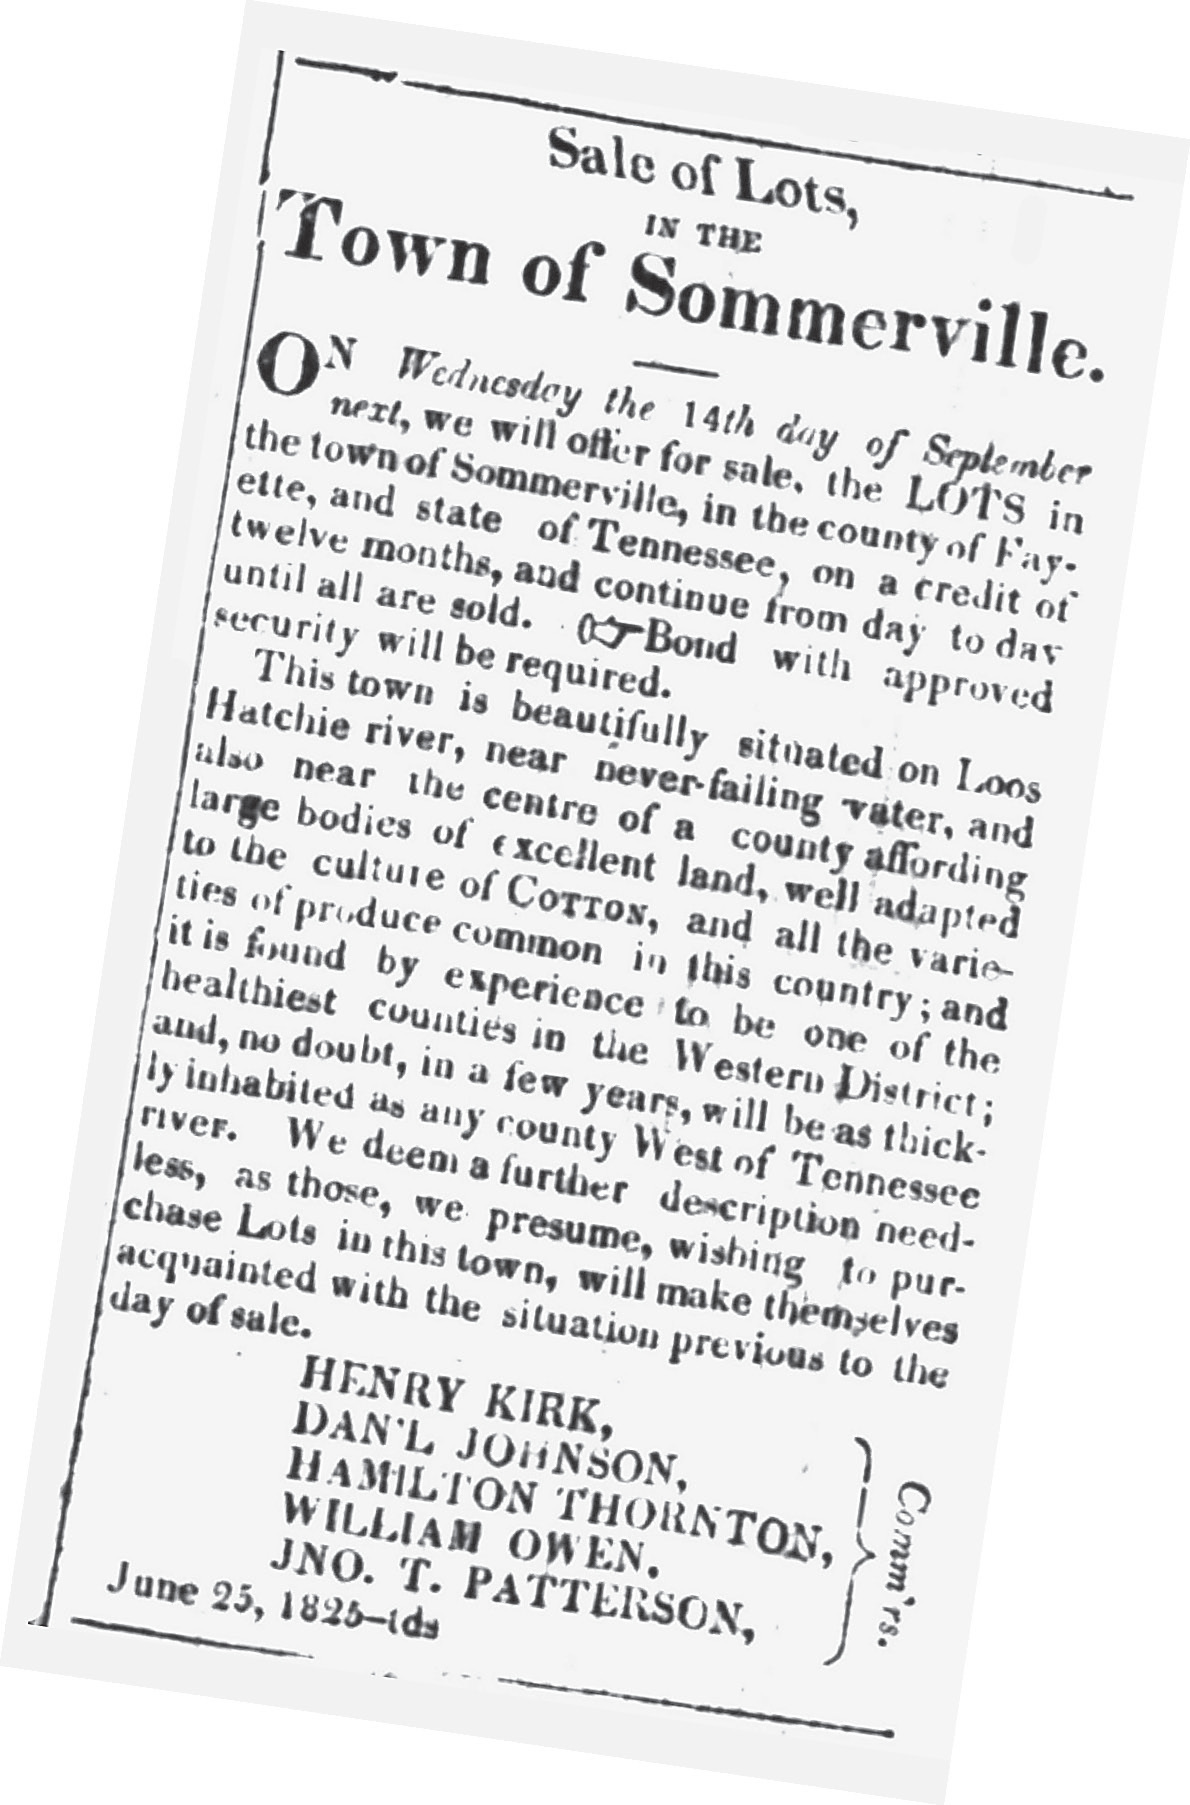 Sale of Lots,
IN THE
Town of Sommerville.
ON Wednesday the 14th day of September
next, we will offer for sale, the LOTS in
the town of Sommerville, in the county of Fay-
ette, and state of Tennessee, on a credit of
twelve months, and continue from day to day
until all are sold. ☞Bond with approved
security will be required.
This town is beautifully situated on Loos
Hatchie river, near never-failing water, and
also near the centre of a county affording
large bodies of excellent land, well adapted
to the culture of COTTON, and all the varie-
ties of produce common in this country; and
it is found by experience to be one of the
healthiest counties in the Western District;
and, no doubt, in a few years, will be as thick-
ly inhabited as any county West of Tennessee
river. We deem a further description need-
less, as those, we presume, wishing to pur-
chase Lots in this town, will make themselves
acquainted with the situation previous to the
day of sale.
HENRY KIRK,
DAN'L JOHNSON,
HAMILTON THORNTON,
WILLIAM OWEN.
JNO. T. PATTERSON,
Comm'rs.
June 25, 1825-tds